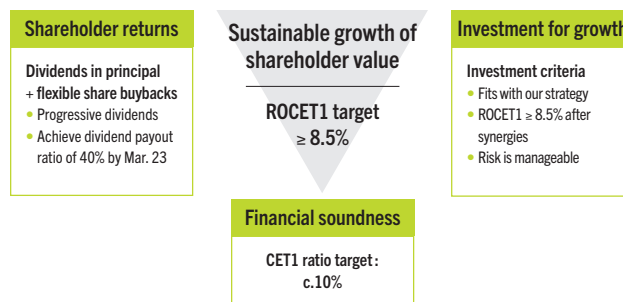 Shareholder returns
Dividends in principal
+ flexible share buybacks
• Progressive dividends
• Achieve dividend payout
ratio of 40% by Mar. 23
Sustainable growth of
shareholder value
ROCET1 target
≥ 8.5%
Investment for growth
Investment criteria
• Fits with our strategy
• ROCET1 ≥ 8.5% after
synergies
• Risk is manageable
Financial soundness
CET1 ratio target:
c.10%